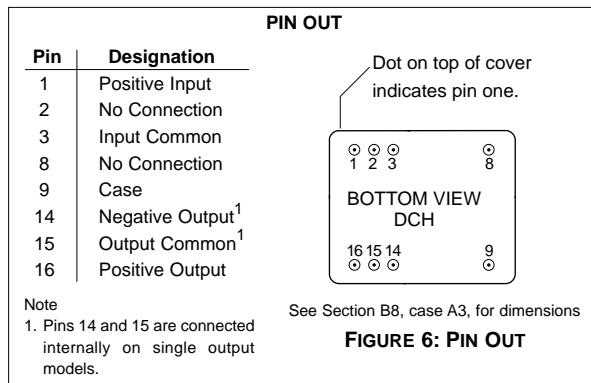 PIN OUT
Pin Designation
1 Positive Input
2 No Connection
3 Input Common
8 No Connection
9 Case
14 Negative Output1
15 Output Common1
16 Positive Output
Note
1. Pins 14 and 15 are connected
internally on single output
models.
Dot on top of cover
indicates pin one.
1 2 3 8
BOTTOM VIEW
DCH
16 15 14 9
See Section B8, case A3, for dimensions
FIGURE 6: PIN OUT